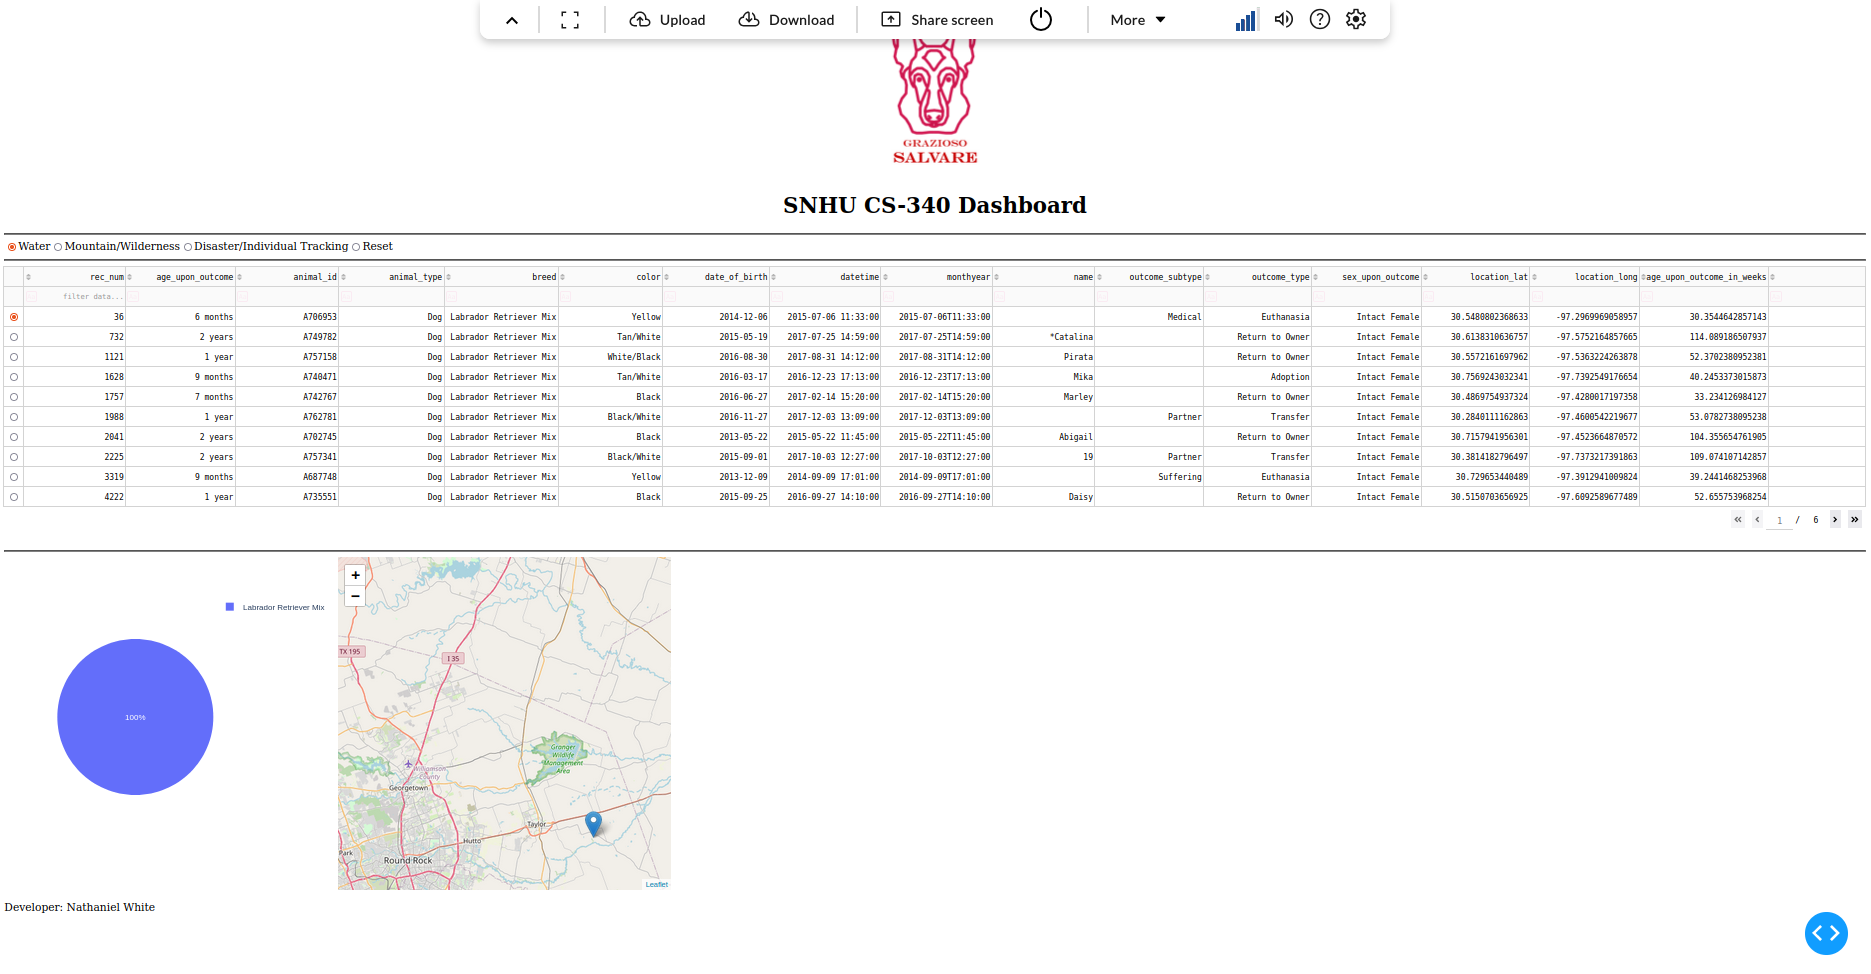 Upload Download Share screen More
GRAZIOSO
SALVARE
SNHU CS-340 Dashboard
Water Mountain/Wilderness Disaster/Individual Tracking Reset
rec_num age_upon_outcome animal_id animal_type breed color date_of_birth datetime monthyear name outcome_subtype outcome_type sex_upon_outcome location_lat location_long age_upon_outcome_in_weeks
filter data...
36 6 months A706953 Dog Labrador Retriever Mix Yellow 2014-12-06 2015-07-06 11:33:00 2015-07-06T11:33:00 Medical Euthanasia Intact Female 30.5480802368633 -97.2969969058957 30.3544642857143
732 2 years A749782 Dog Labrador Retriever Mix Tan/White 2015-05-19 2017-07-25 14:59:00 2017-07-25T14:59:00 *Catalina Return to Owner Intact Female 30.6138310636757 -97.5752164857665 114.089186507937
1121 1 year A757158 Dog Labrador Retriever Mix White/Black 2016-08-30 2017-08-31 14:12:00 2017-08-31T14:12:00 Pirata Return to Owner Intact Female 30.5572161697962 -97.5363224263878 52.3702380952381
1628 9 months A740471 Dog Labrador Retriever Mix Tan/White 2016-03-17 2016-12-23 17:13:00 2016-12-23T17:13:00 Mika Adoption Intact Female 30.7569243032341 -97.7392549176654 40.2453373015873
1757 7 months A742767 Dog Labrador Retriever Mix Black 2016-06-27 2017-02-14 15:20:00 2017-02-14T15:20:00 Marley Return to Owner Intact Female 30.4869754937324 -97.4280017197358 33.234126984127
1988 1 year A762781 Dog Labrador Retriever Mix Black/White 2016-11-27 2017-12-03 13:09:00 2017-12-03T13:09:00 Partner Transfer Intact Female 30.2840111162863 -97.4600542219677 53.0782738095238
2041 2 years A702745 Dog Labrador Retriever Mix Black 2013-05-22 2015-05-22 11:45:00 2015-05-22T11:45:00 Abigail Return to Owner Intact Female 30.7157941956301 -97.4523664870572 104.355654761905
2225 2 years A757341 Dog Labrador Retriever Mix Black/White 2015-09-01 2017-10-03 12:27:00 2017-10-03T12:27:00 19 Partner Transfer Intact Female 30.3814182796497 -97.7373217391863 109.074107142857
3319 9 months A687748 Dog Labrador Retriever Mix Yellow 2013-12-09 2014-09-09 17:01:00 2014-09-09T17:01:00 Suffering Euthanasia Intact Female 30.729653440489 -97.3912941009824 39.2441468253968
4222 1 year A735551 Dog Labrador Retriever Mix Black 2015-09-25 2016-09-27 14:10:00 2016-09-27T14:10:00 Daisy Return to Owner Intact Female 30.5150703656925 -97.6092589677489 52.655753968254
1 / 6
Labrador Retriever Mix
100%
+
−
TX 195
I 35
Granger
Wildlife
Management
Area
Williamson
County
Georgetown
Taylor
Hutto
Park
Round Rock
Leaflet
Developer: Nathaniel White